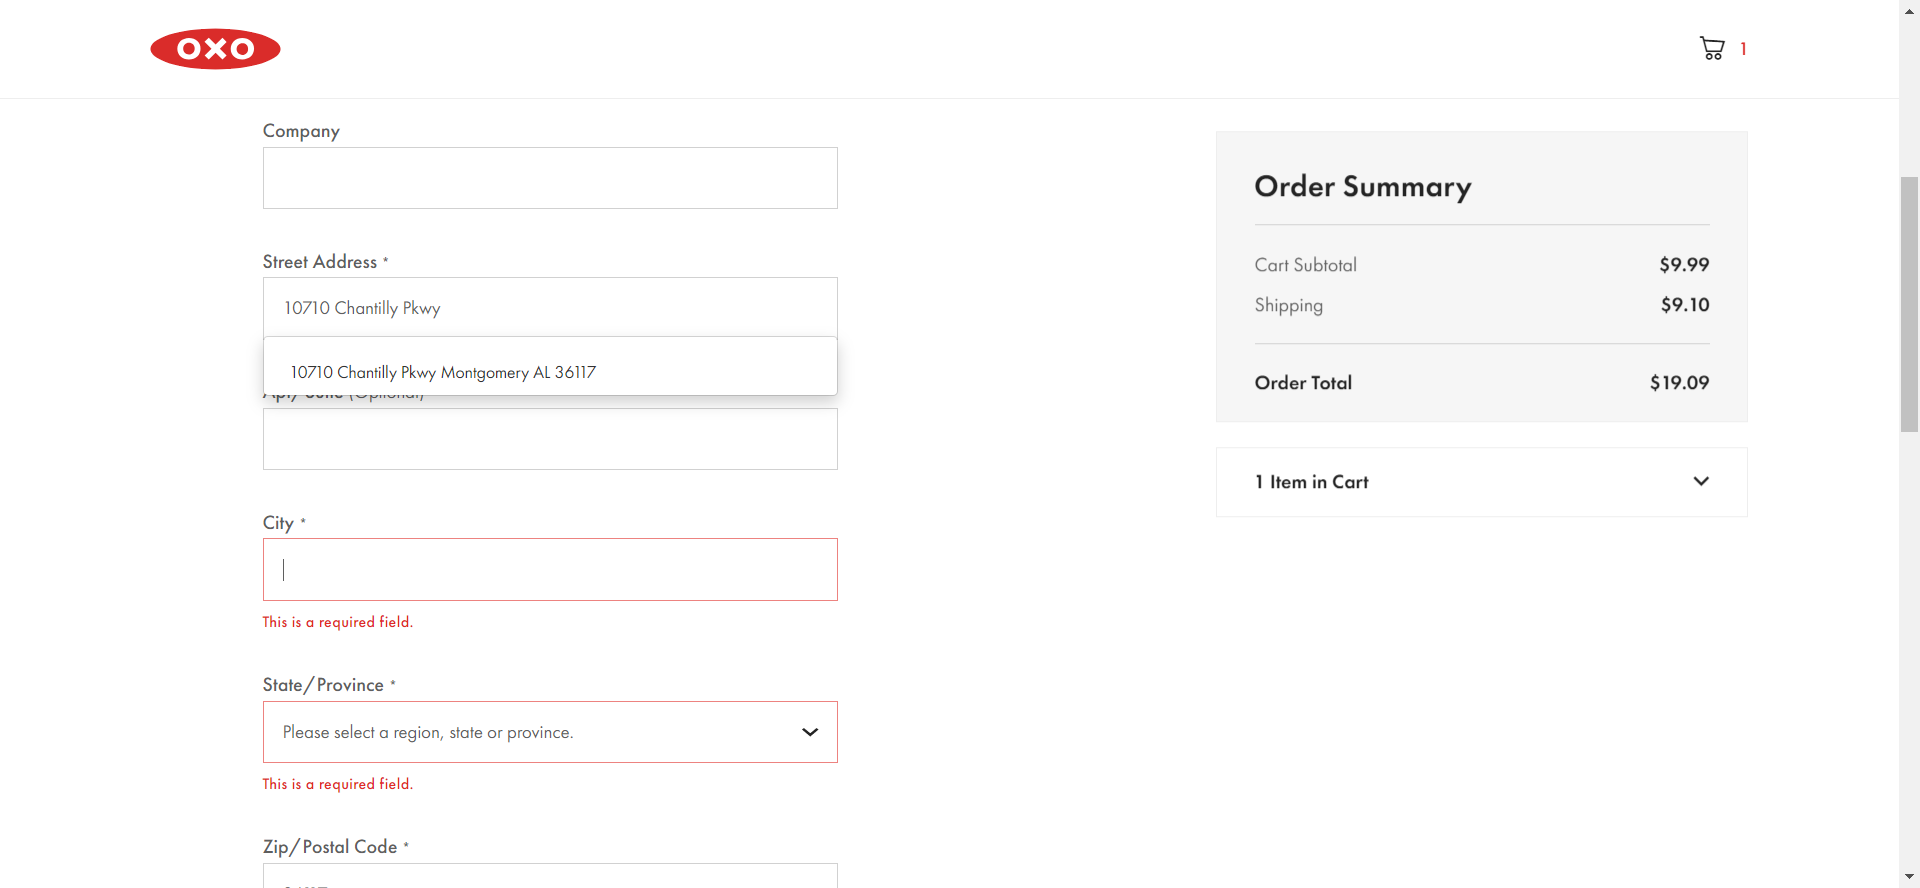 OXO
1
Company
Street Address *
10710 Chantilly Pkwy
10710 Chantilly Pkwy Montgomery AL 36117
City *
This is a required field.
State/Province *
Please select a region, state or province.
This is a required field.
Zip/Postal Code *
Order Summary
Cart Subtotal $9.99
Shipping $9.10
Order Total $19.09
1 Item in Cart